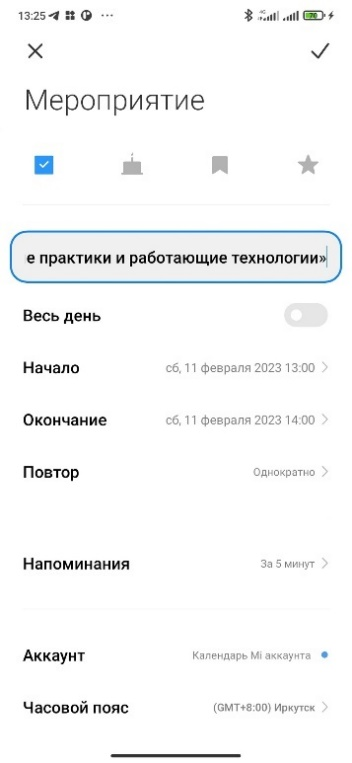 13:25
4G 70
Мероприятие
е практики и работающие технологии»
Весь день
Начало сб, 11 февраля 2023 13:00
Окончание сб, 11 февраля 2023 14:00
Повтор Однократно
Напоминания За 5 минут
Аккаунт Календарь Mi аккаунта
Часовой пояс (GMT+8:00) Иркутск